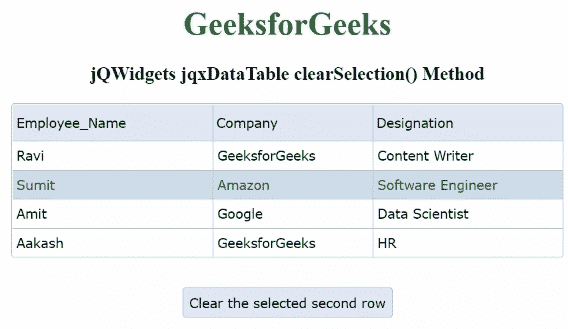 GeeksforGeeks
jQWidgets jqxDataTable clearSelection() Method
Employee_Name Company Designation
Ravi GeeksforGeeks Content Writer
Sumit Amazon Software Engineer
Amit Google Data Scientist
Aakash GeeksforGeeks HR
Clear the selected second row